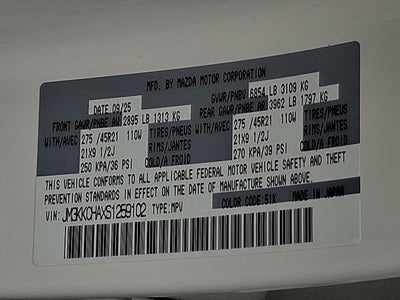 MFD. BY MAZDA MOTOR CORPORATION
DATE 09/25 GVWR/PNBV 6854 LB 3109 KG
FRONT GAWR/PNBE AV 2895 LB 1313 KG REAR GAWR/PNBE AR 3962 LB 1797 KG
WITH/AVEC 275 /45R21 110W TIRES/PNEUS WITH/AVEC 275 /45R21 110W TIRES/PNEUS
21X9 1/2J RIMS/JANTES 21X9 1/2J RIMS/JANTES
250 KPA/36 PSI COLD/A FROID 270 KPA/39 PSI COLD/A FROID
THIS VEHICLE CONFORMS TO ALL APPLICABLE FEDERAL MOTOR VEHICLE SAFETY AND THEFT
PREVENTION STANDARDS IN EFFECT ON THE DATE OF MANUFACTURE SHOWN ABOVE.
VIN: JM3KKCHAXS1259102 TYPE:MPV COLOR CODE:51K MADE IN JAPAN